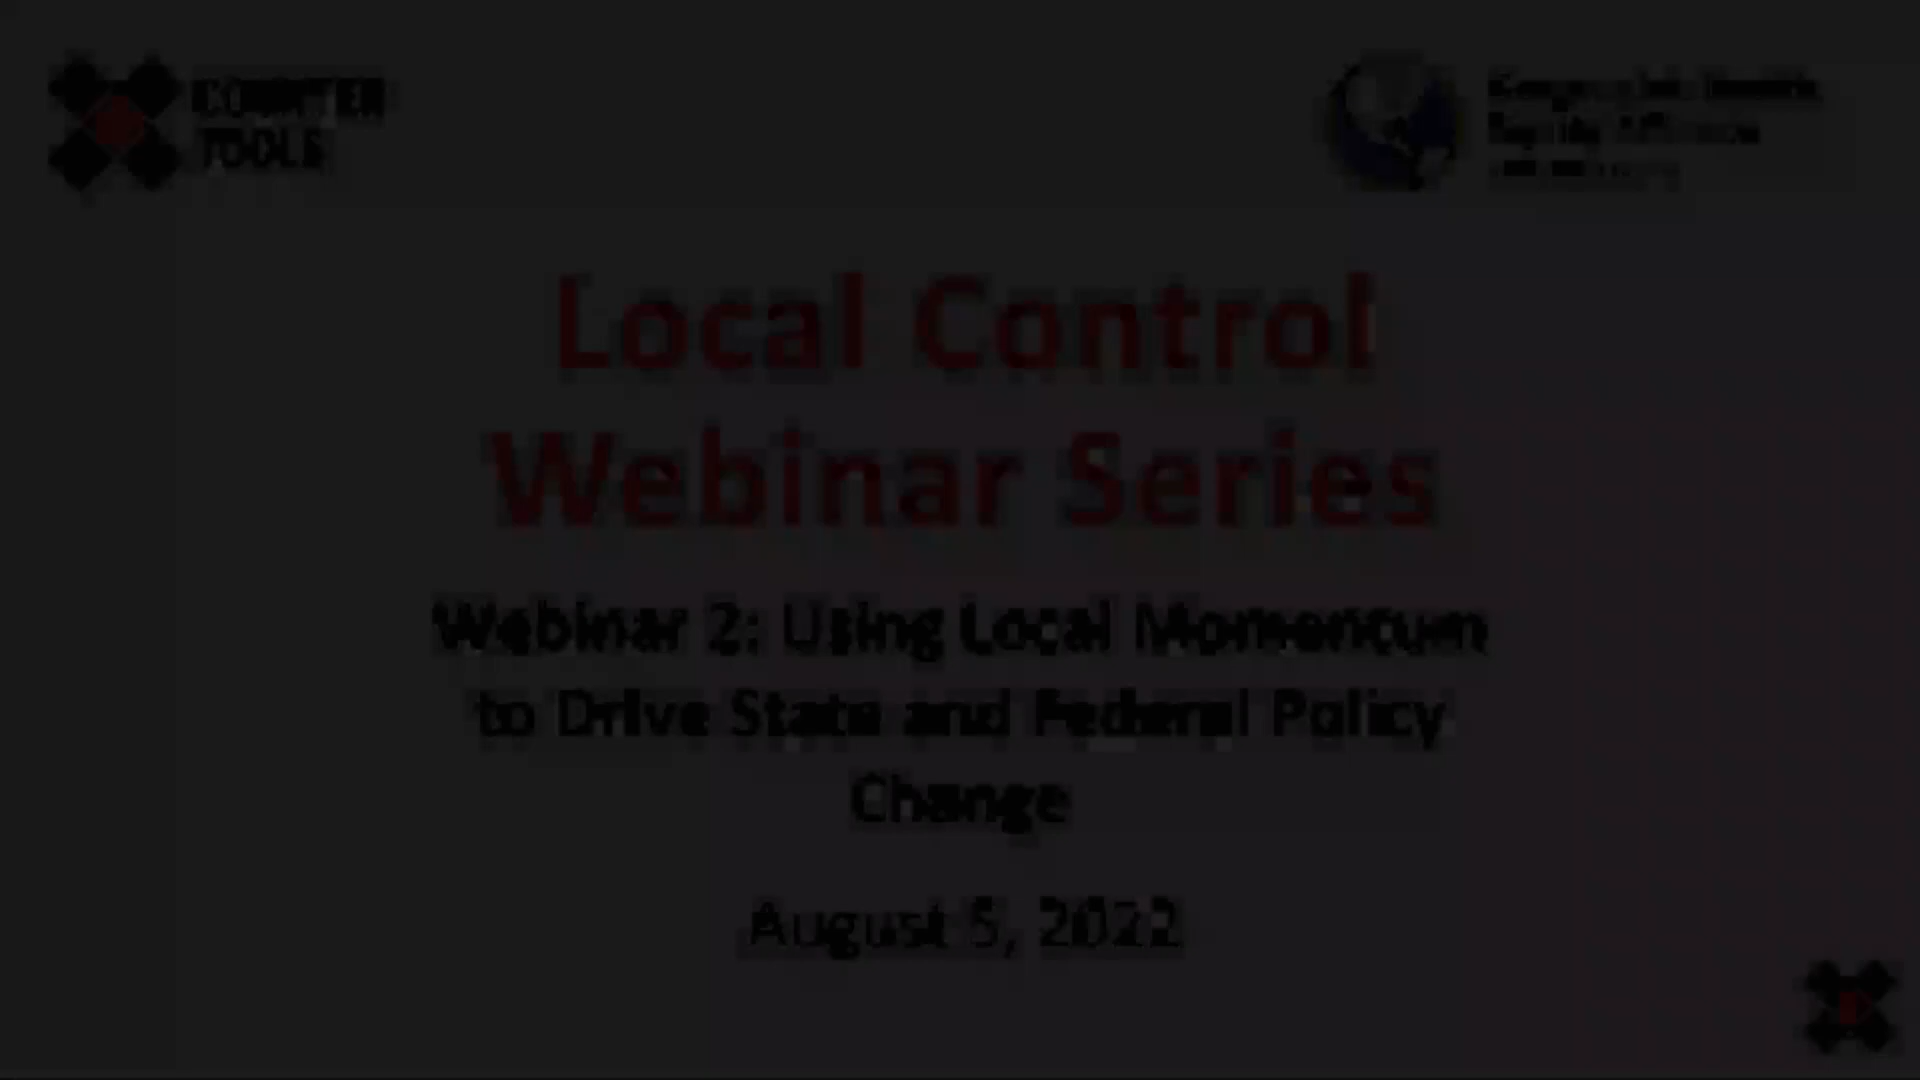 COUNTER
TOOLS
Local Control
Webinar Series
Webinar 2: Using Local Momentum
to Drive State and Federal Policy
Change
August 5, 2022